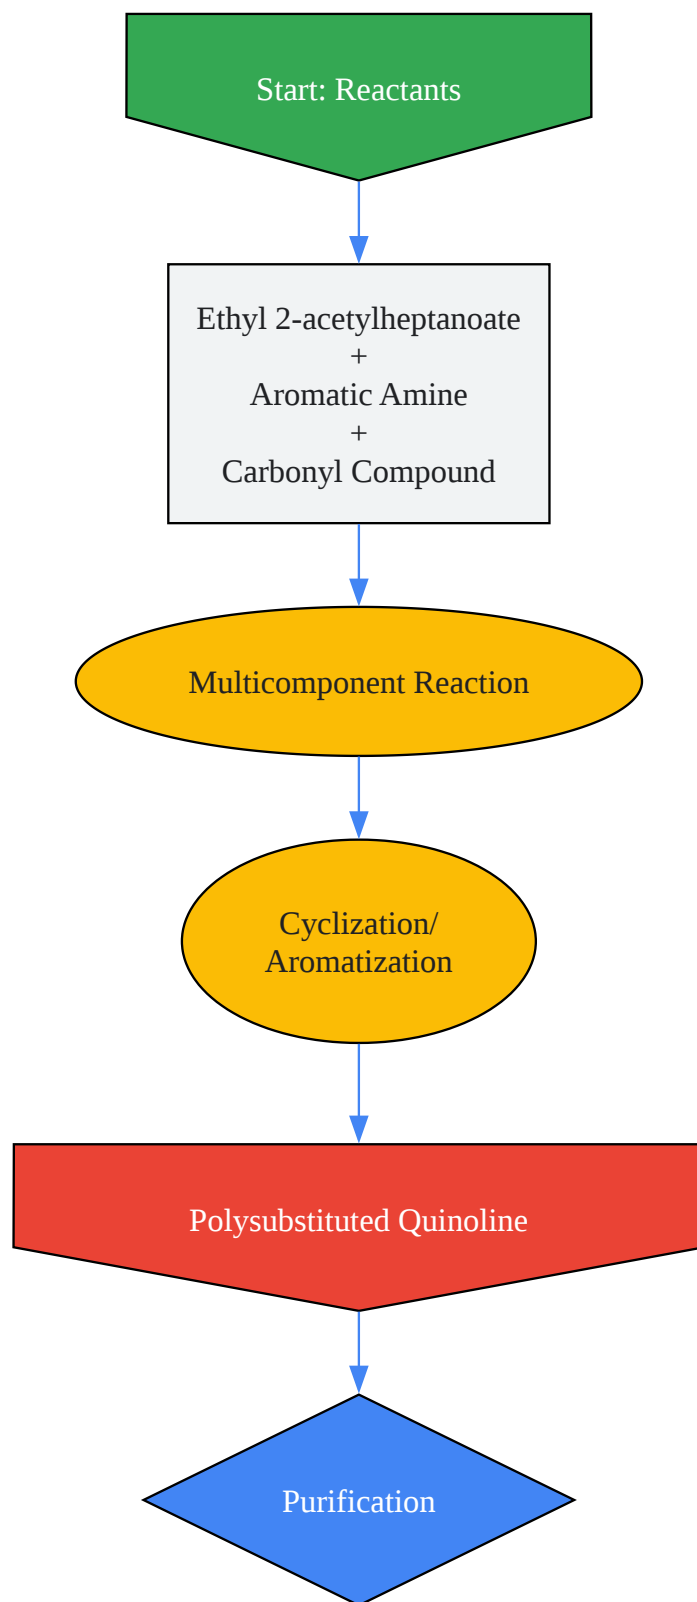 Start: Reactants
Ethyl 2-acetylheptanoate
+
Aromatic Amine
+
Carbonyl Compound
Multicomponent Reaction
Cyclization/
Aromatization
Polysubstituted Quinoline
Purification